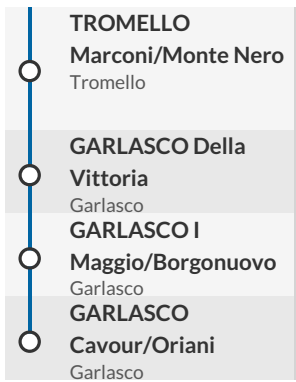 TROMELLO
Marconi/Monte Nero
Tromello
GARLASCO Della
Vittoria
Garlasco
GARLASCO I
Maggio/Borgonuovo
Garlasco
GARLASCO
Cavour/Oriani
Garlasco